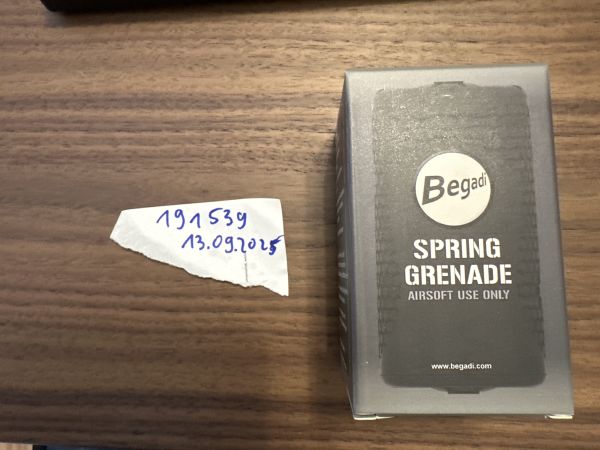 191539
13.09.2025
Begadi
SPRING
GRENADE
AIRSOFT USE ONLY
www.begadi.com